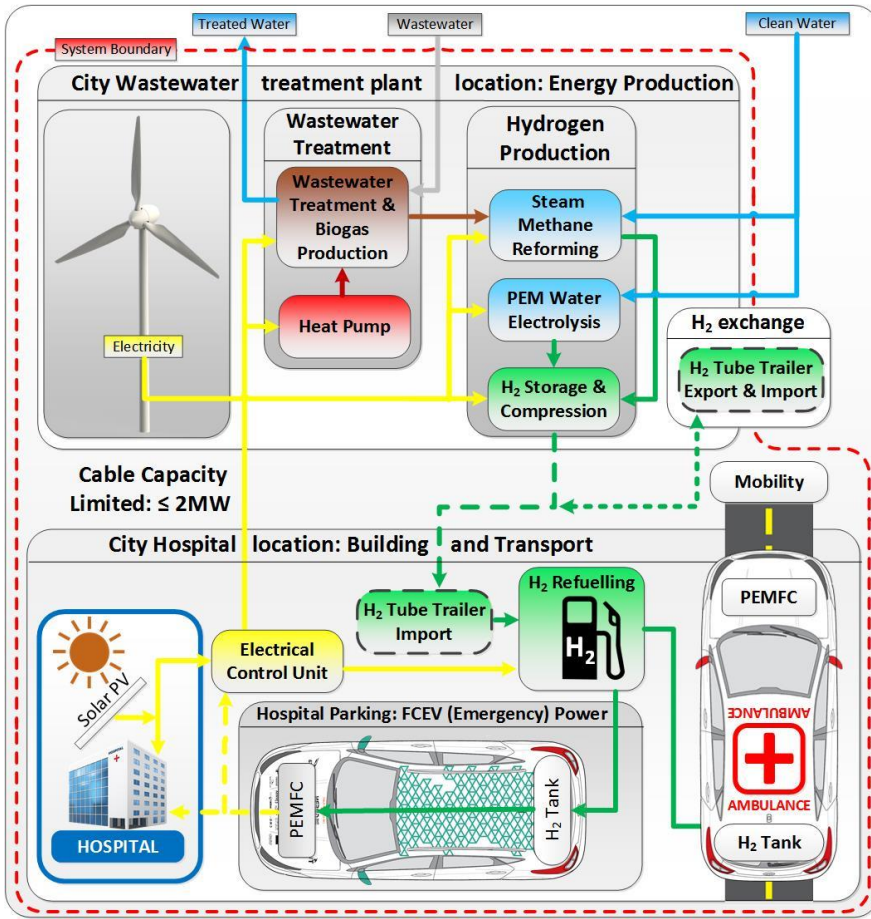 Treated Water
Wastewater
Clean Water
System Boundary
City Wastewater treatment plant location: Energy Production
Wastewater
Treatment
Hydrogen
Production
Wastewater
Treatment &
Biogas
Production
Steam
Methane
Reforming
Heat Pump
PEM Water
Electrolysis
Electricity
H₂ Storage &
Compression
H₂ exchange
H₂ Tube Trailer
Export & Import
Cable Capacity
Limited: ≤ 2MW
Mobility
City Hospital location: Building and Transport
H₂ Tube Trailer
Import
H₂ Refuelling
H₂
PEMFC
Solar PV
Electrical
Control Unit
Hospital Parking: FCEV (Emergency) Power
PEMFC
H₂ Tank
HOSPITAL
AMBULANCE
AMBULANCE
H₂ Tank